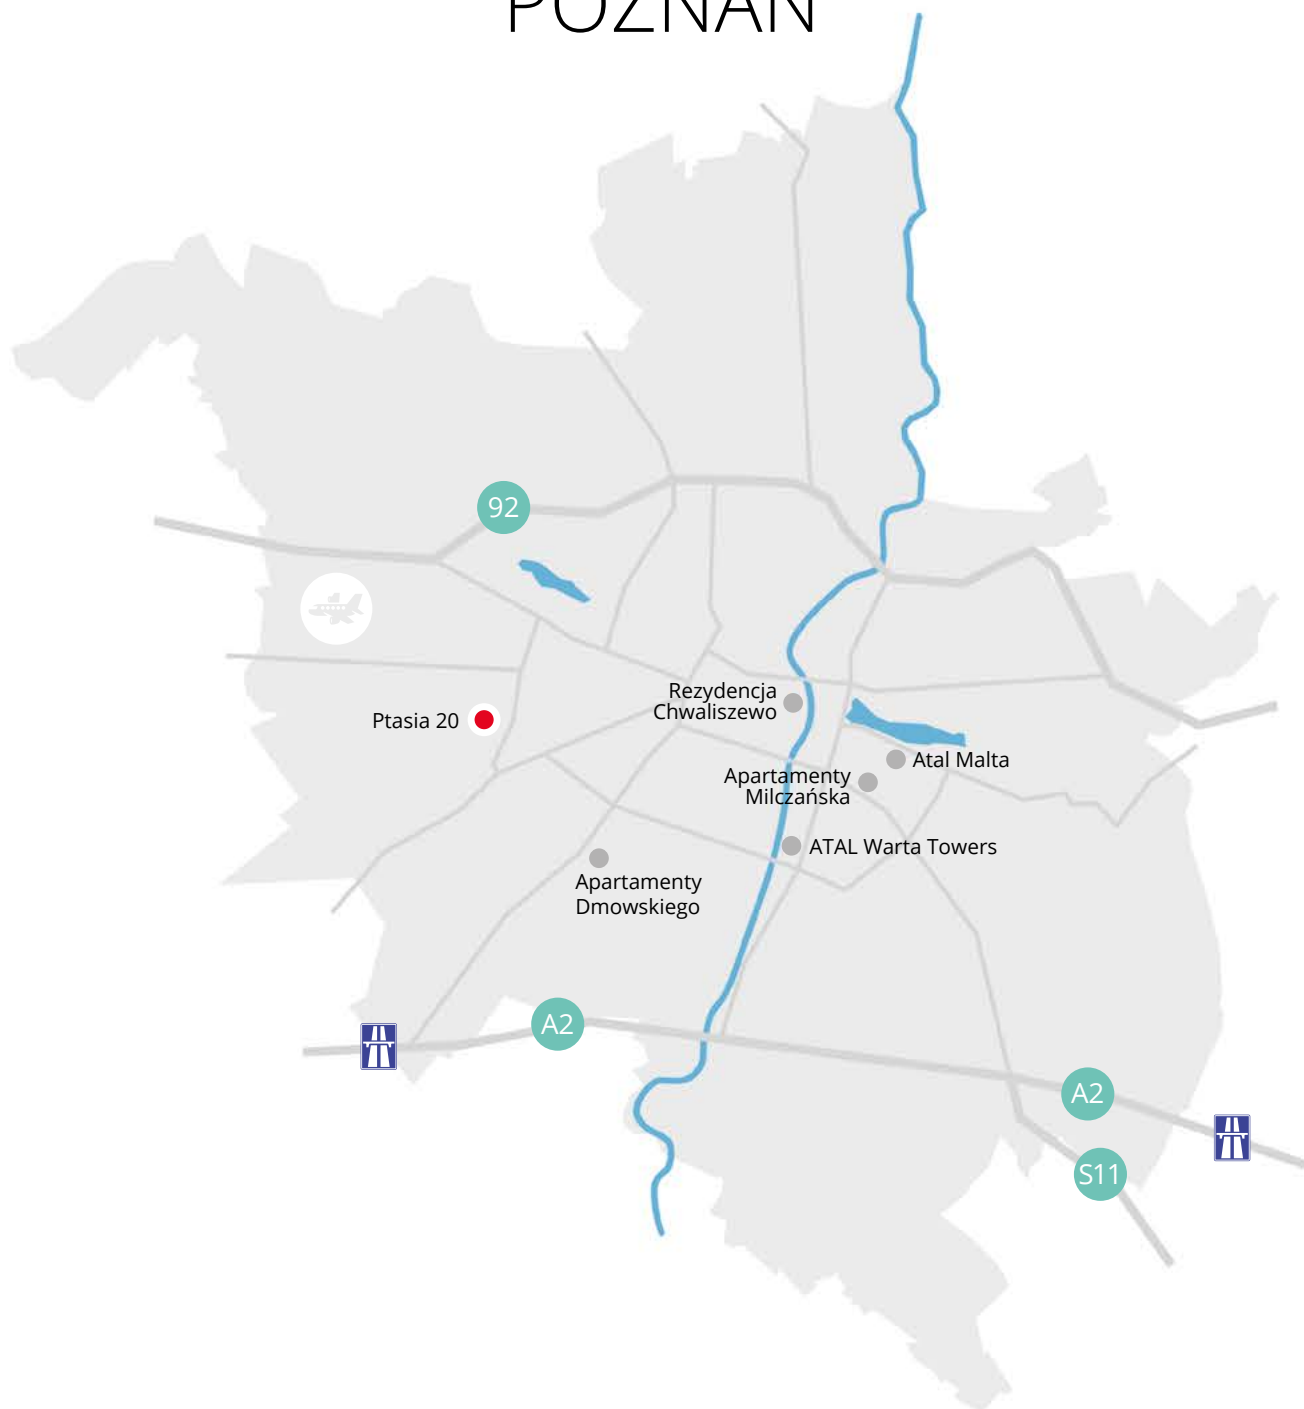 POZNAŃ
92
Rezydencja
Chwaliszewo
Ptasia 20
Atal Malta
Apartamenty
Milczańska
ATAL Warta Towers
Apartamenty
Dmowskiego
A2
A2
S11